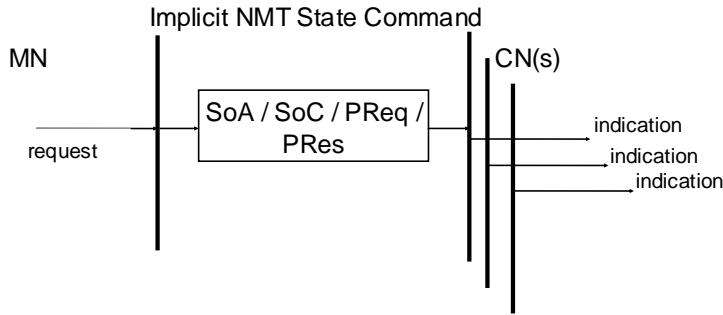 Implicit NMT State Command
MN
CN(s)
SoA / SoC / PReq /
PRes
request
indication
indication
indication